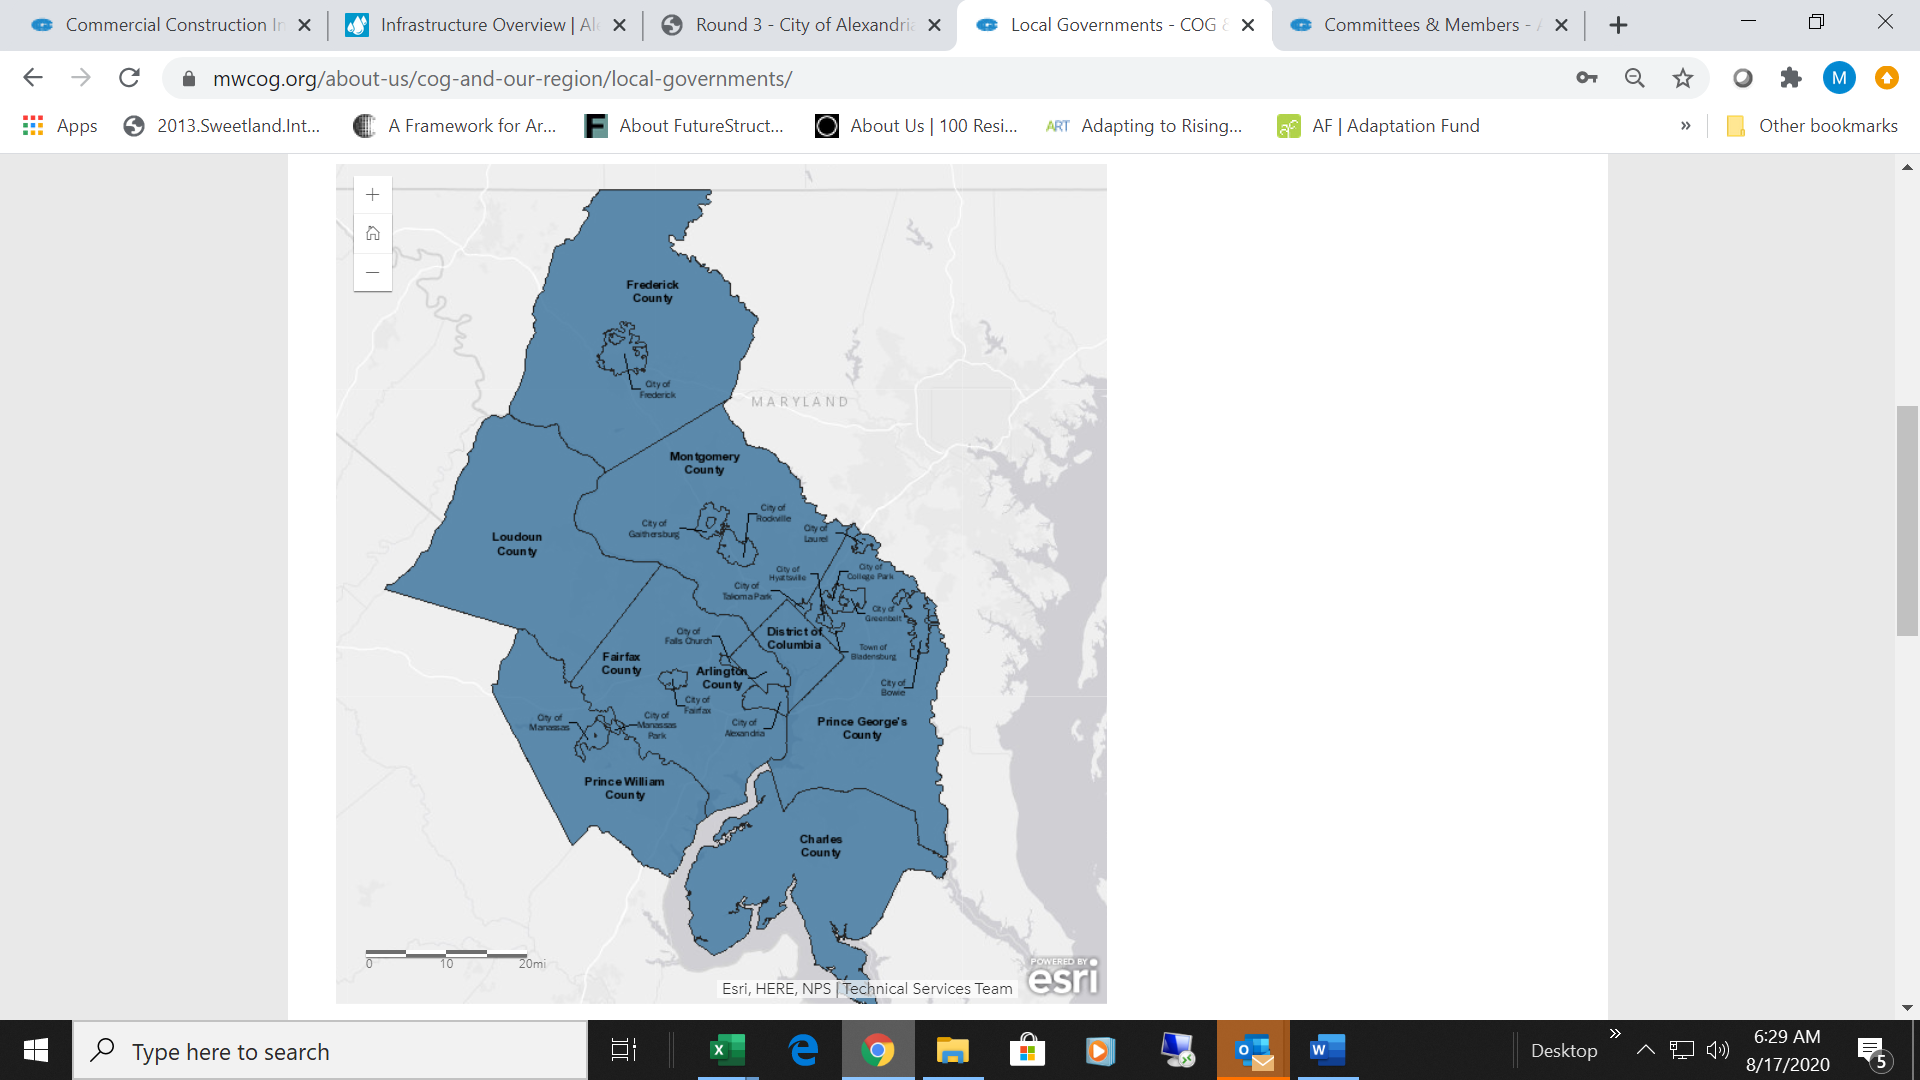 Commercial Construction In
Infrastructure Overview | Al
Round 3 - City of Alexandria
Local Governments - COG &
Committees & Members - A
mwcog.org/about-us/cog-and-our-region/local-governments/
M
Apps
2013.Sweetland.Int...
A Framework for Ar...
About FutureStruct...
About Us | 100 Resi...
ART
Adapting to Rising...
AF | Adaptation Fund
»
Other bookmarks
+
−
Frederick
County
City of
Frederick
MARYLAND
Montgomery
County
City of
Rockville
City of
Gaithersburg
City of
Laurel
Loudoun
County
City of
Hyattsville
City of
College Park
City of
Takoma Park
City of
Greenbelt
City of
Falls Church
District of
Columbia
Town of
Bladensburg
Fairfax
County
Arlington
County
City of
Bowie
City of
Fairfax
City of
Manassas
City of
Manassas
Park
City of
Alexandria
Prince George's
County
Prince William
County
Charles
County
0 10 20mi
POWERED BY
esri
Esri, HERE, NPS | Technical Services Team
Type here to search
Desktop
»
6:29 AM
8/17/2020
5